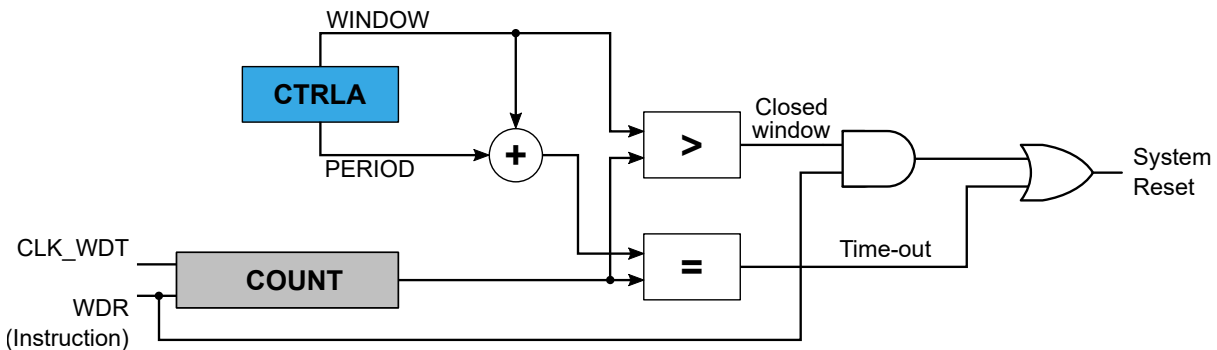 WINDOW
CTRLA
PERIOD
+
>
Closed
window
System
Reset
CLK_WDT
COUNT
=
Time-out
WDR
(Instruction)